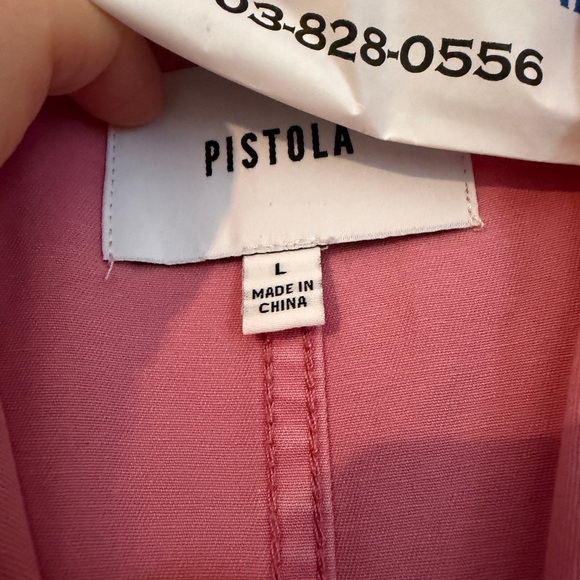 03-828-0556
PISTOLA
L
MADE IN
CHINA